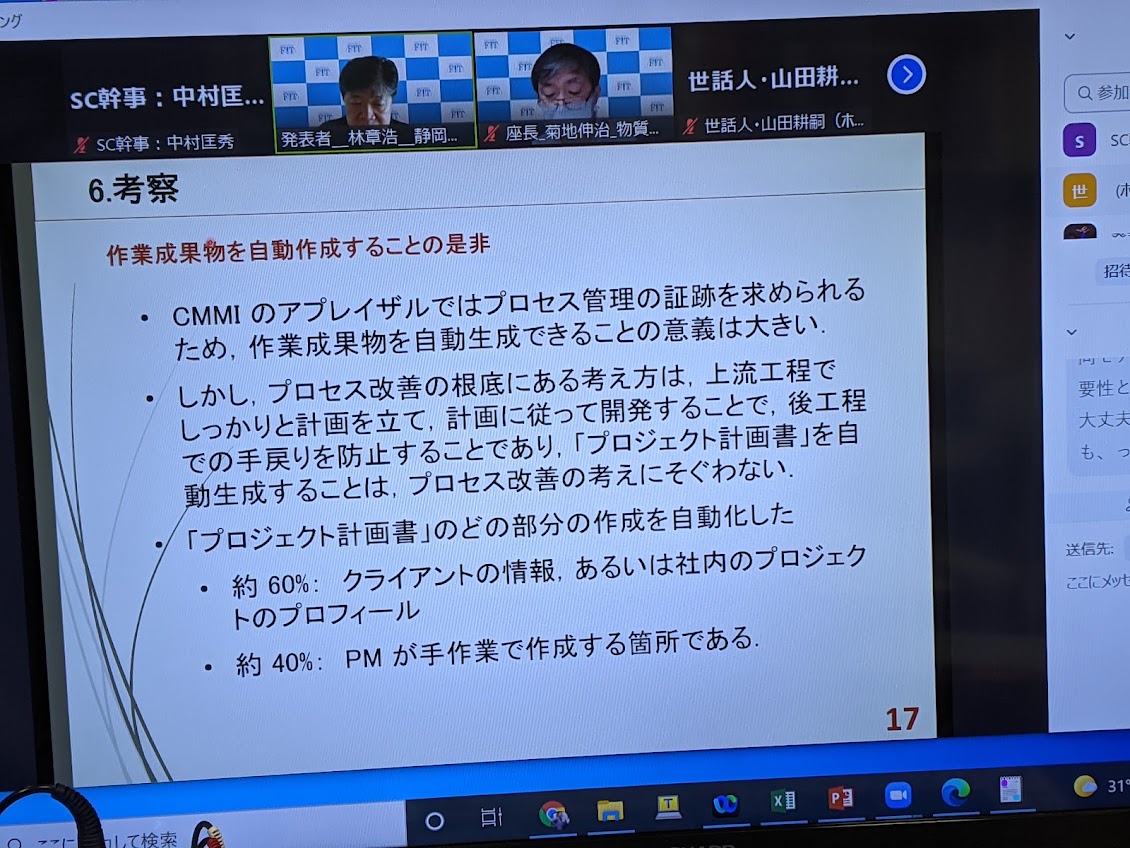 ング
SC幹事：中村匡...
SC幹事：中村匡秀
FIT FIT FIT FIT FIT FIT
発表者__林章浩__静岡...
FIT FIT FIT FIT
座長_菊地伸治_物質...
世話人・山田耕...
世話人・山田耕嗣（ホ...
参加
S SC
世 (ホ
招待
6.考察
作業成果物を自動作成することの是非
• CMMI のアプレイザルではプロセス管理の証跡を求められる
ため，作業成果物を自動生成できることの意義は大きい．
• しかし，プロセス改善の根底にある考え方は，上流工程で
しっかりと計画を立て，計画に従って開発することで，後工程
での手戻りを防止することであり，「プロジェクト計画書」を自
動生成することは，プロセス改善の考えにそぐわない．
• 「プロジェクト計画書」のどの部分の作成を自動化した
• 約 60%： クライアントの情報，あるいは社内のプロジェク
トのプロフィール
• 約 40%： PM が手作業で作成する箇所である．
17
要性と
大丈夫
も、っ
送信先:
ここにメッセ
して検索
31°